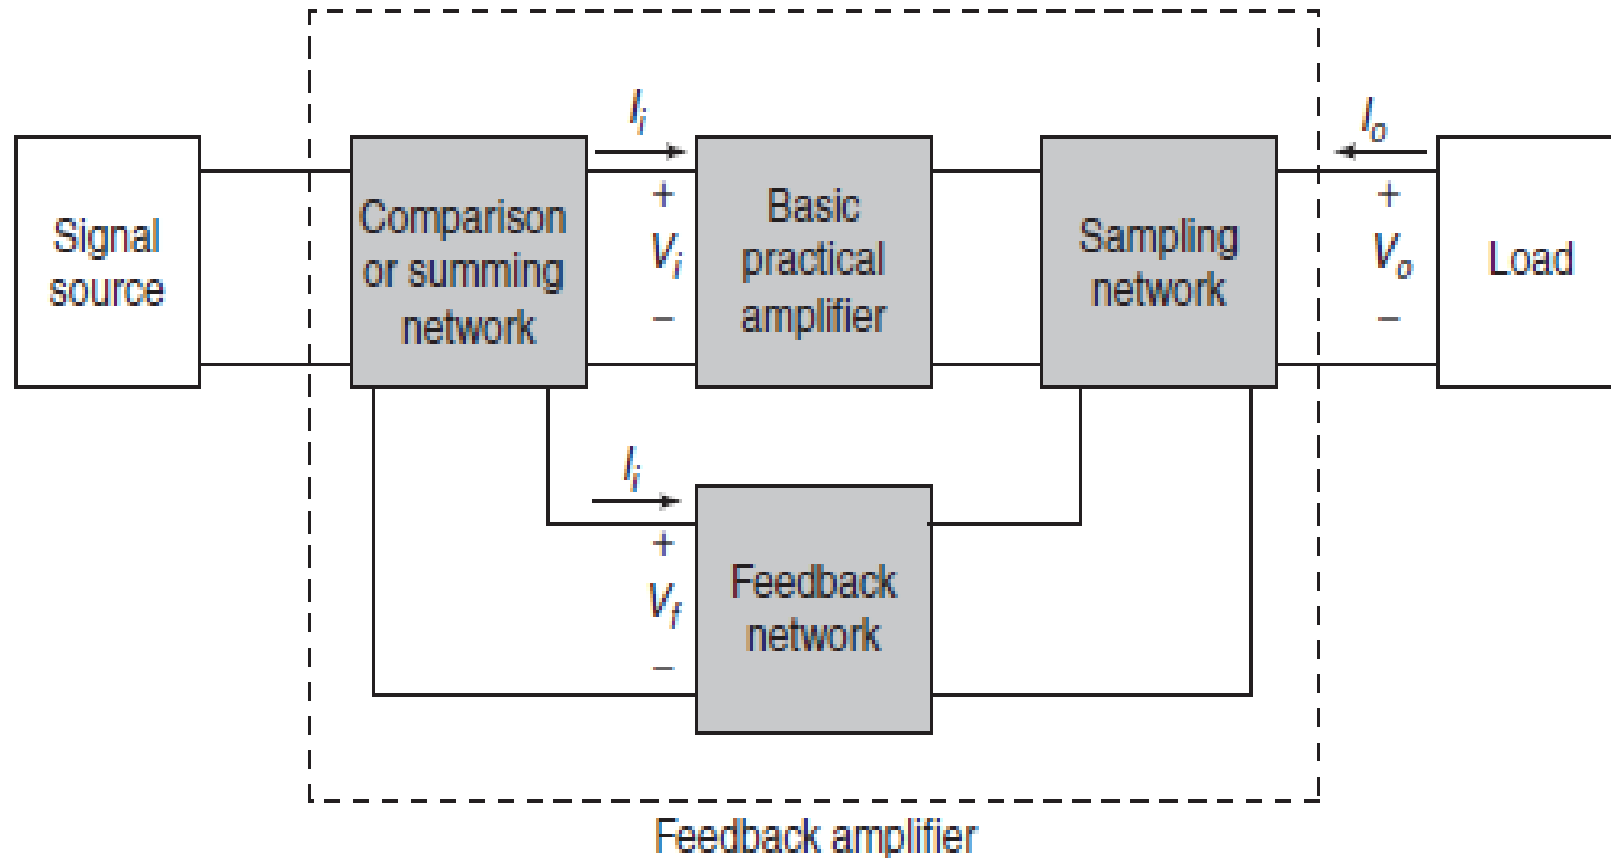 Signal
source
Comparison
or summing
network
I_i
+
V_i
−
Basic
practical
amplifier
Sampling
network
I_o
+
V_o
−
Load
I_i
+
V_f
−
Feedback
network
Feedback amplifier